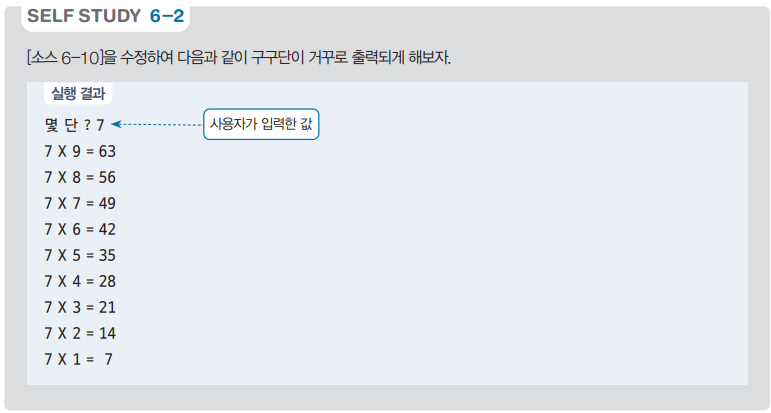 SELF STUDY 6-2
[소스 6-10]을 수정하여 다음과 같이 구구단이 거꾸로 출력되게 해보자.
실행 결과
몇 단 ? 7
사용자가 입력한 값
7 X 9 = 63
7 X 8 = 56
7 X 7 = 49
7 X 6 = 42
7 X 5 = 35
7 X 4 = 28
7 X 3 = 21
7 X 2 = 14
7 X 1 =  7